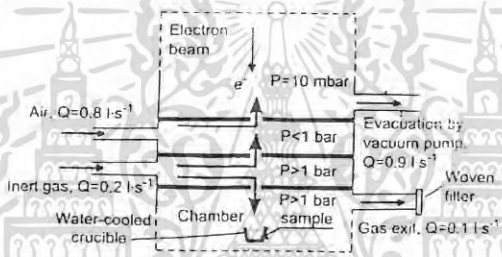 Electron
beam
e⁻
P=10 mbar
Air, Q=0.8 l·s⁻¹
P<1 bar
Evacuation by
vacuum pump,
Q=0.9 l s⁻¹
P>1 bar
Inert gas, Q=0.2 l·s⁻¹
Woven
filler
Chamber
P>1 bar
sample
Water-cooled
crucible
Gas exit, Q=0.1 l·s⁻¹